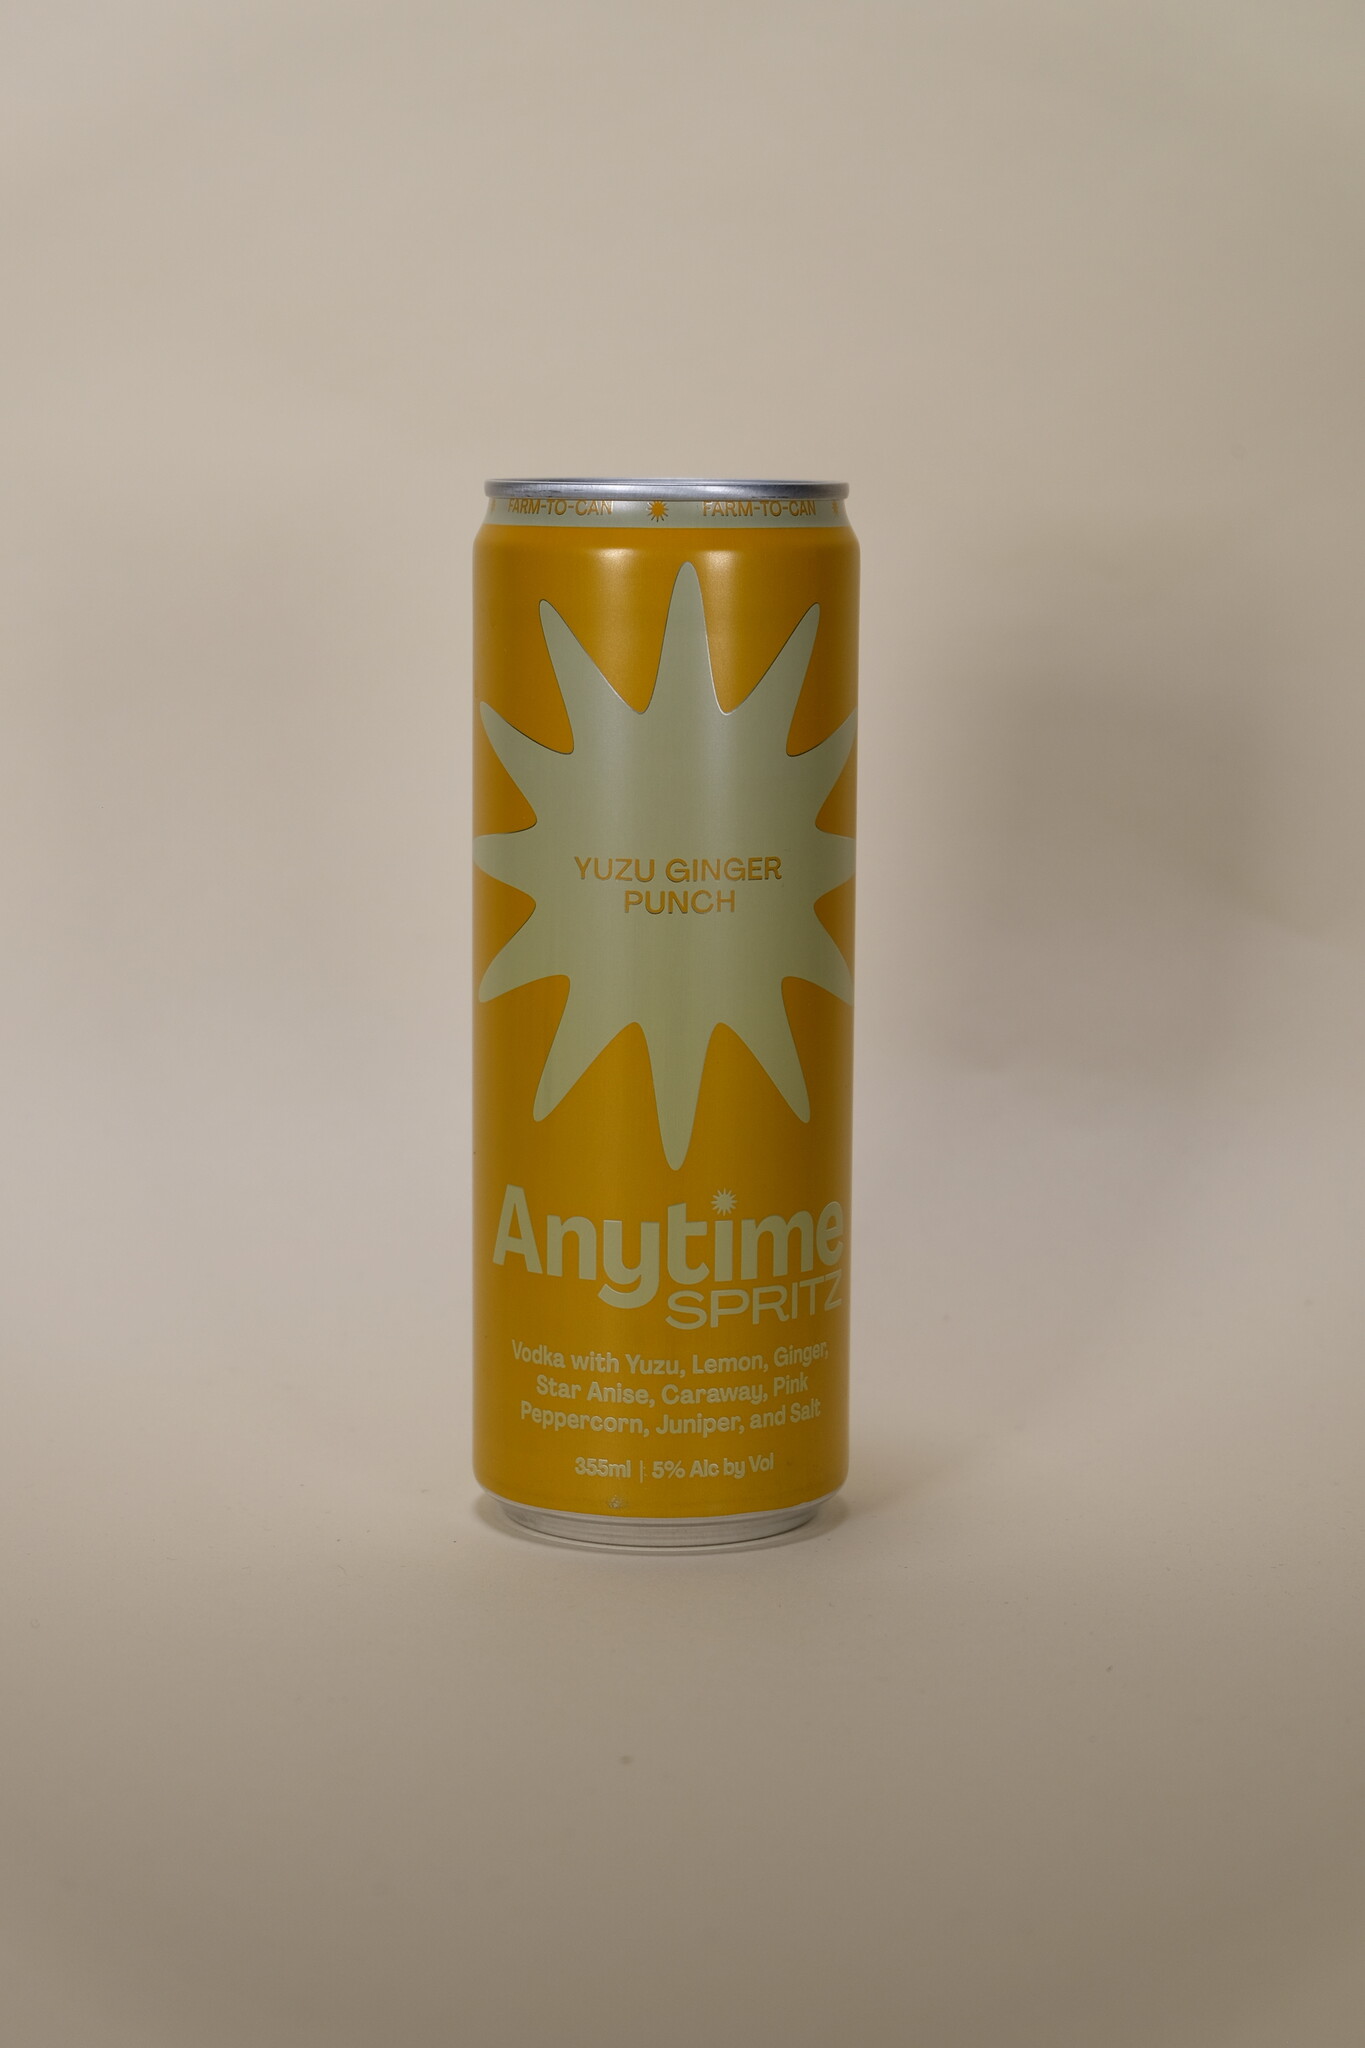 FARM-TO-CAN FARM-TO-CAN
YUZU GINGER
PUNCH
Anytime
SPRITZ
Vodka with Yuzu, Lemon, Ginger,
Star Anise, Caraway, Pink
Peppercorn, Juniper, and Salt
355ml | 5% Alc by Vol